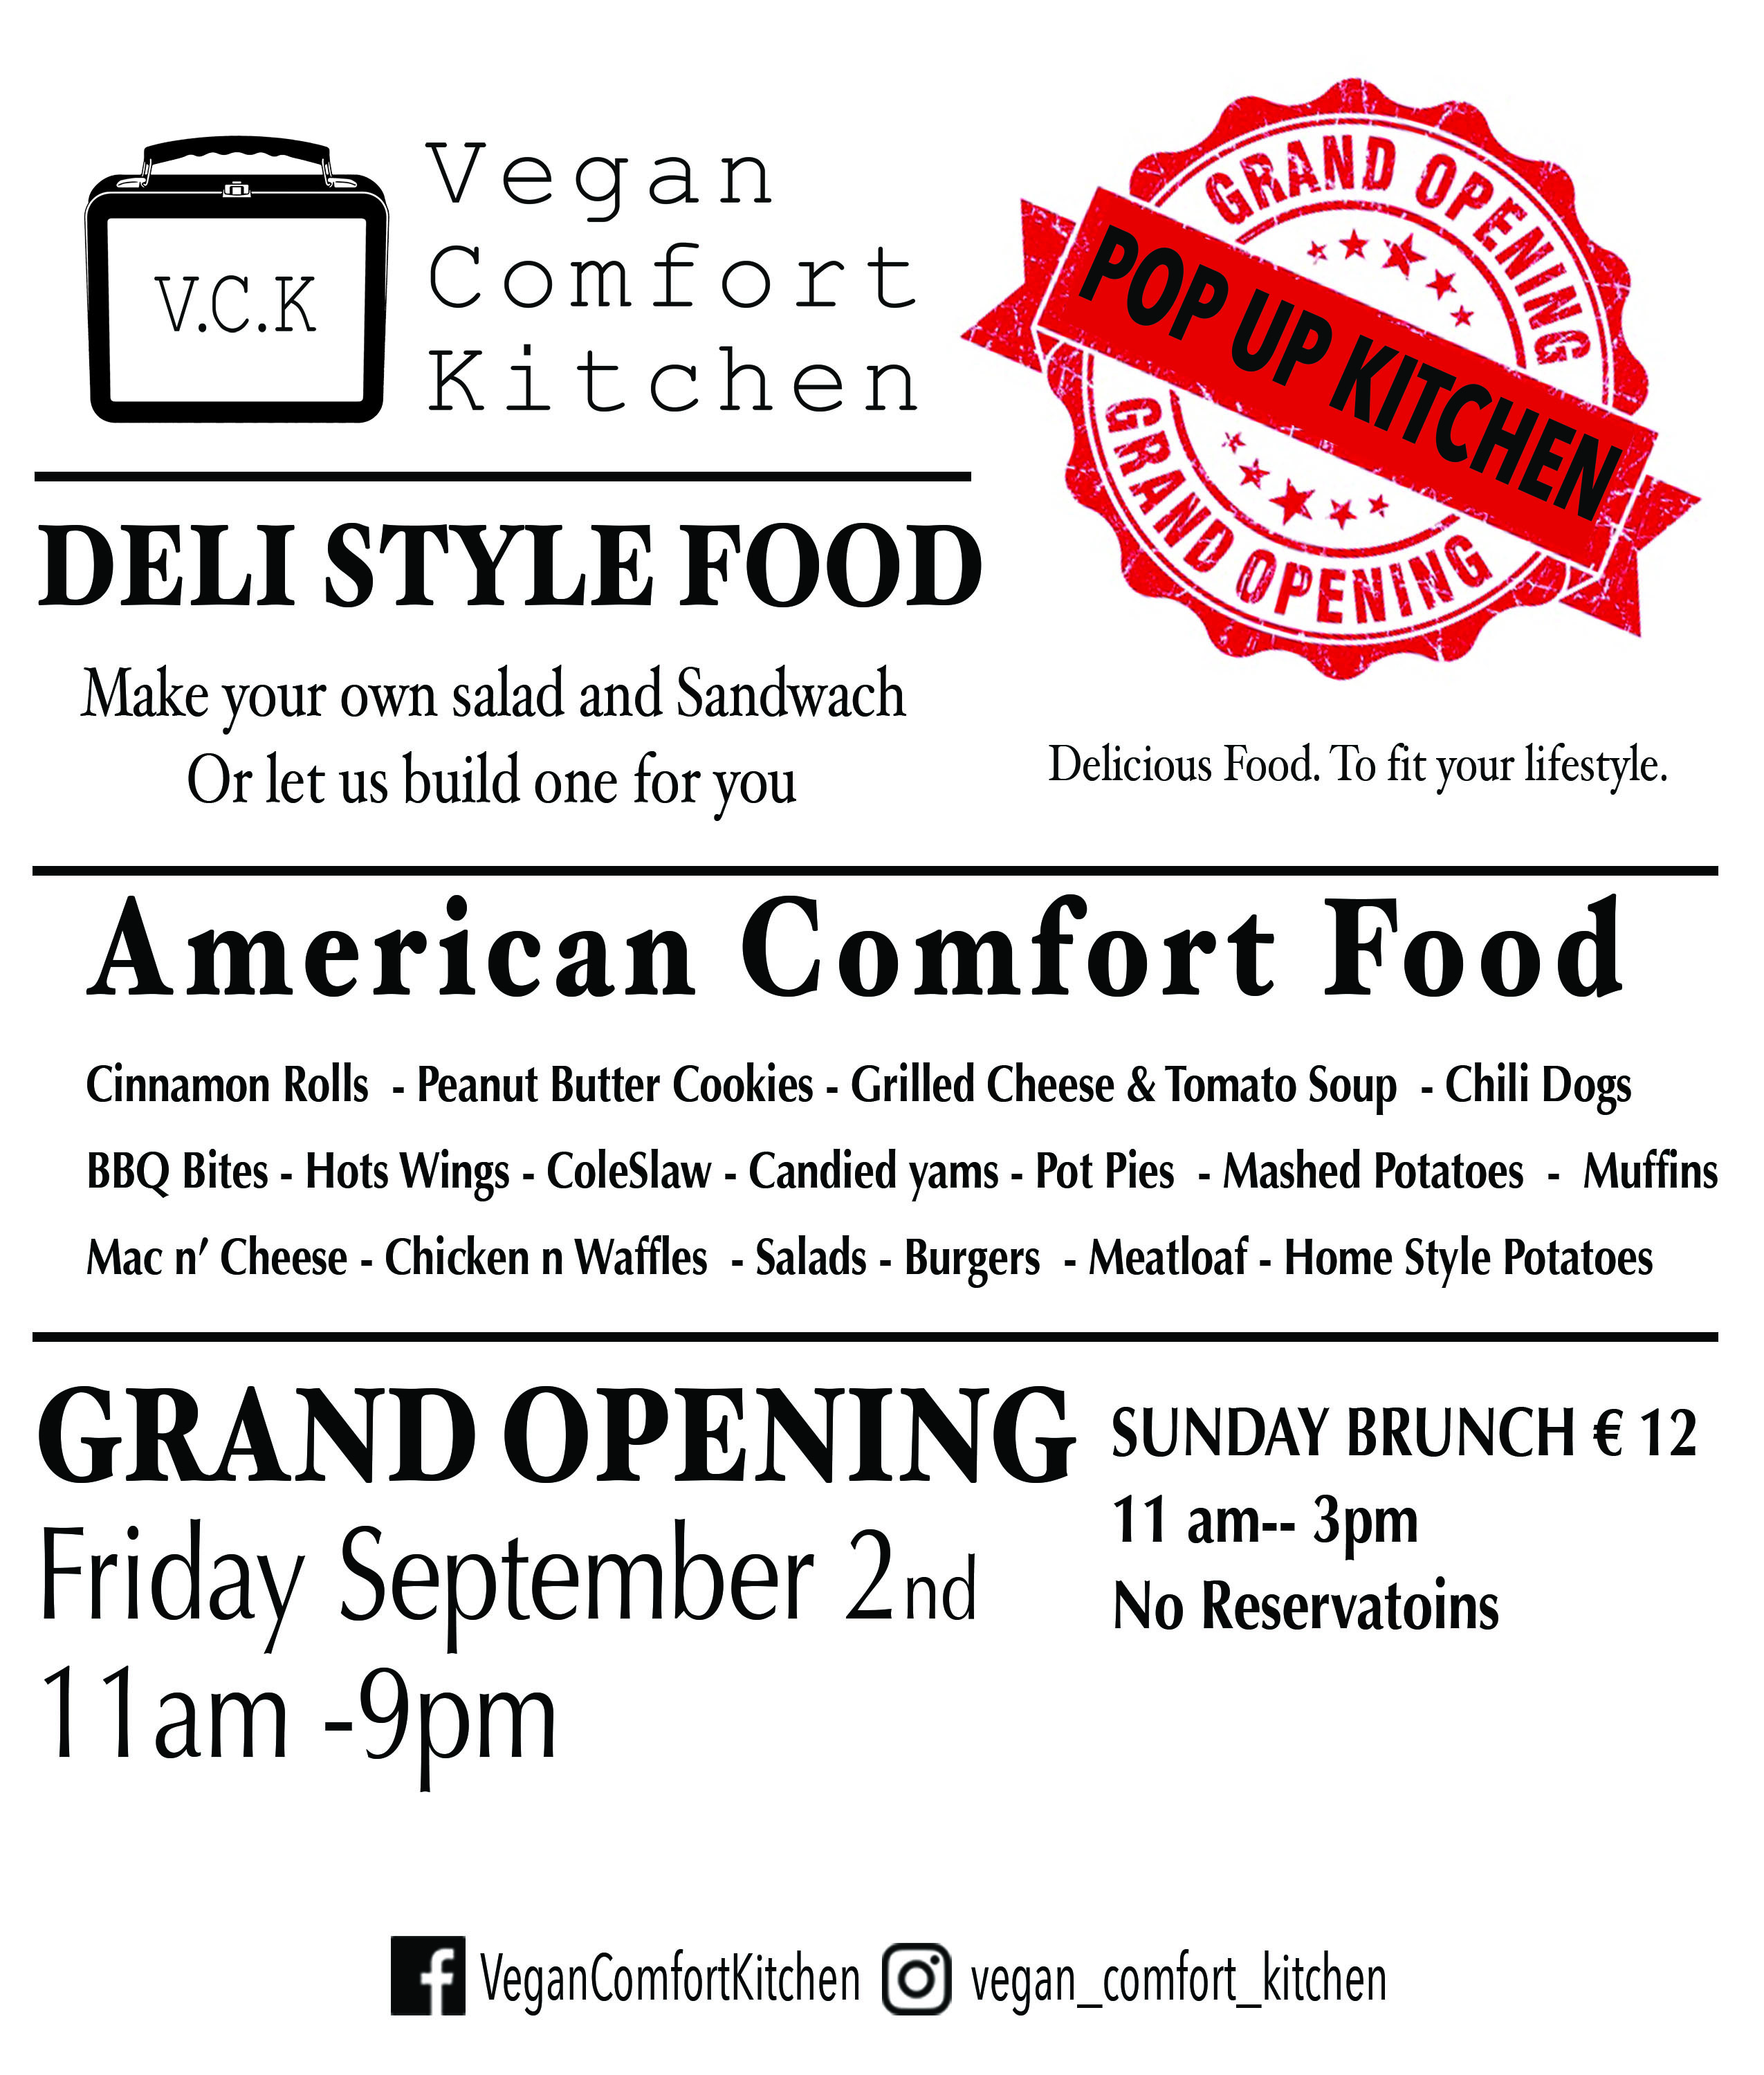 V.C.K
Vegan
Comfort
Kitchen
GRAND OPENING
POP UP KITCHEN
GRAND OPENING
DELI STYLE FOOD
Make your own salad and Sandwach
Or let us build one for you
Delicious Food. To fit your lifestyle.
American Comfort Food
Cinnamon Rolls - Peanut Butter Cookies - Grilled Cheese & Tomato Soup - Chili Dogs
BBQ Bites - Hots Wings - ColeSlaw - Candied yams - Pot Pies - Mashed Potatoes - Muffins
Mac n’ Cheese - Chicken n Waffles - Salads - Burgers - Meatloaf - Home Style Potatoes
GRAND OPENING
Friday September 2nd
11am -9pm
SUNDAY BRUNCH € 12
11 am-- 3pm
No Reservatoins
VeganComfortKitchen
vegan_comfort_kitchen